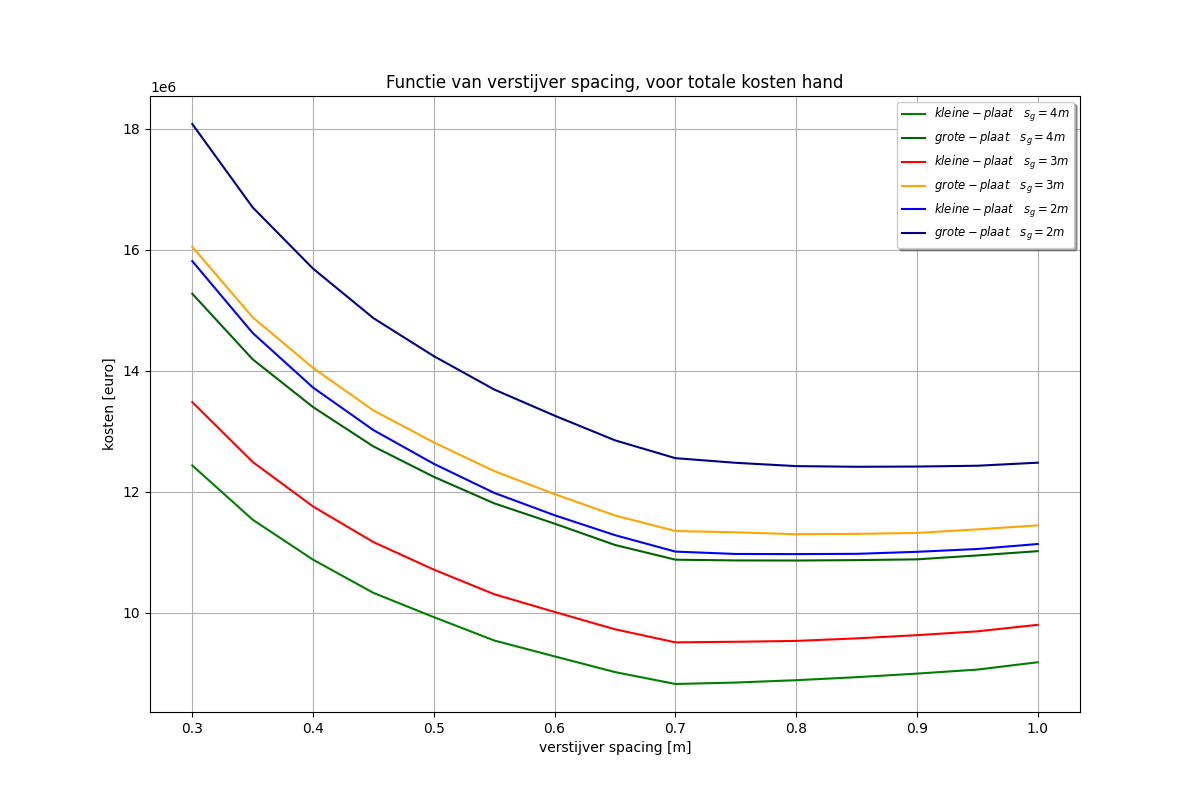 Functie van verstijver spacing, voor totale kosten hand
1e6
18
16
14
12
10
kosten [euro]
0.3 0.4 0.5 0.6 0.7 0.8 0.9 1.0
verstijver spacing [m]
kleine − plaat s_g = 4m
grote − plaat s_g = 4m
kleine − plaat s_g = 3m
grote − plaat s_g = 3m
kleine − plaat s_g = 2m
grote − plaat s_g = 2m